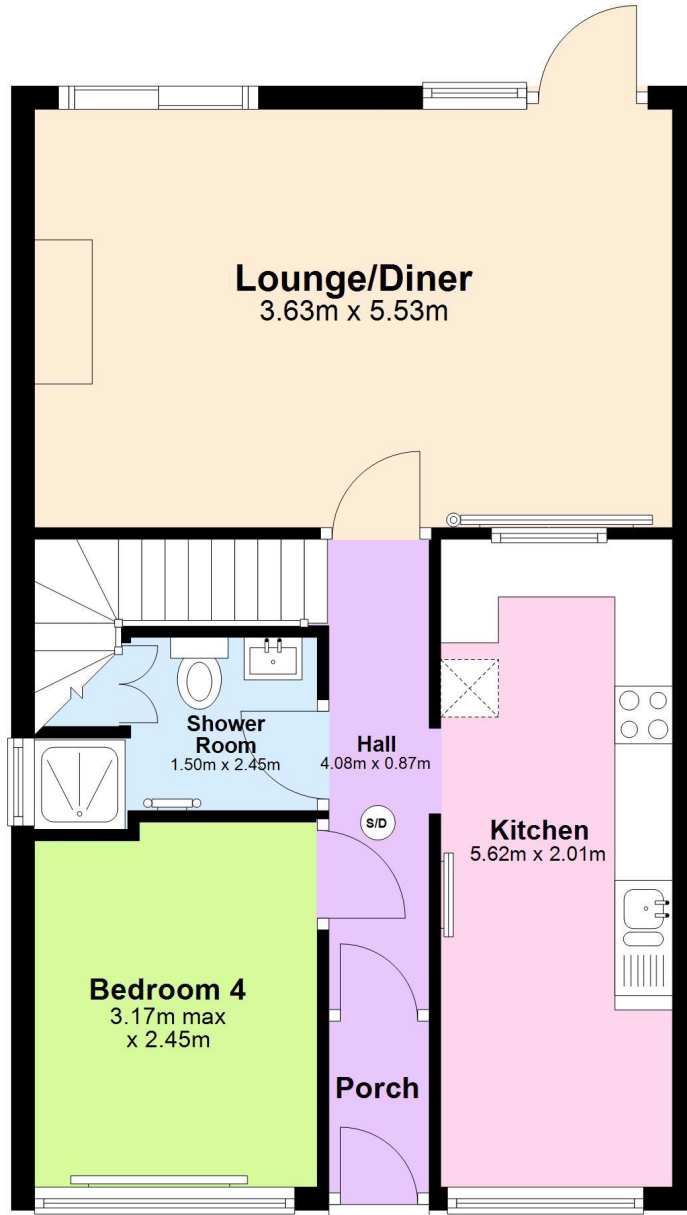 Lounge/Diner
3.63m x 5.53m
Shower
Room
1.50m x 2.45m
Hall
4.08m x 0.87m
S/D
Kitchen
5.62m x 2.01m
Bedroom 4
3.17m max
x 2.45m
Porch